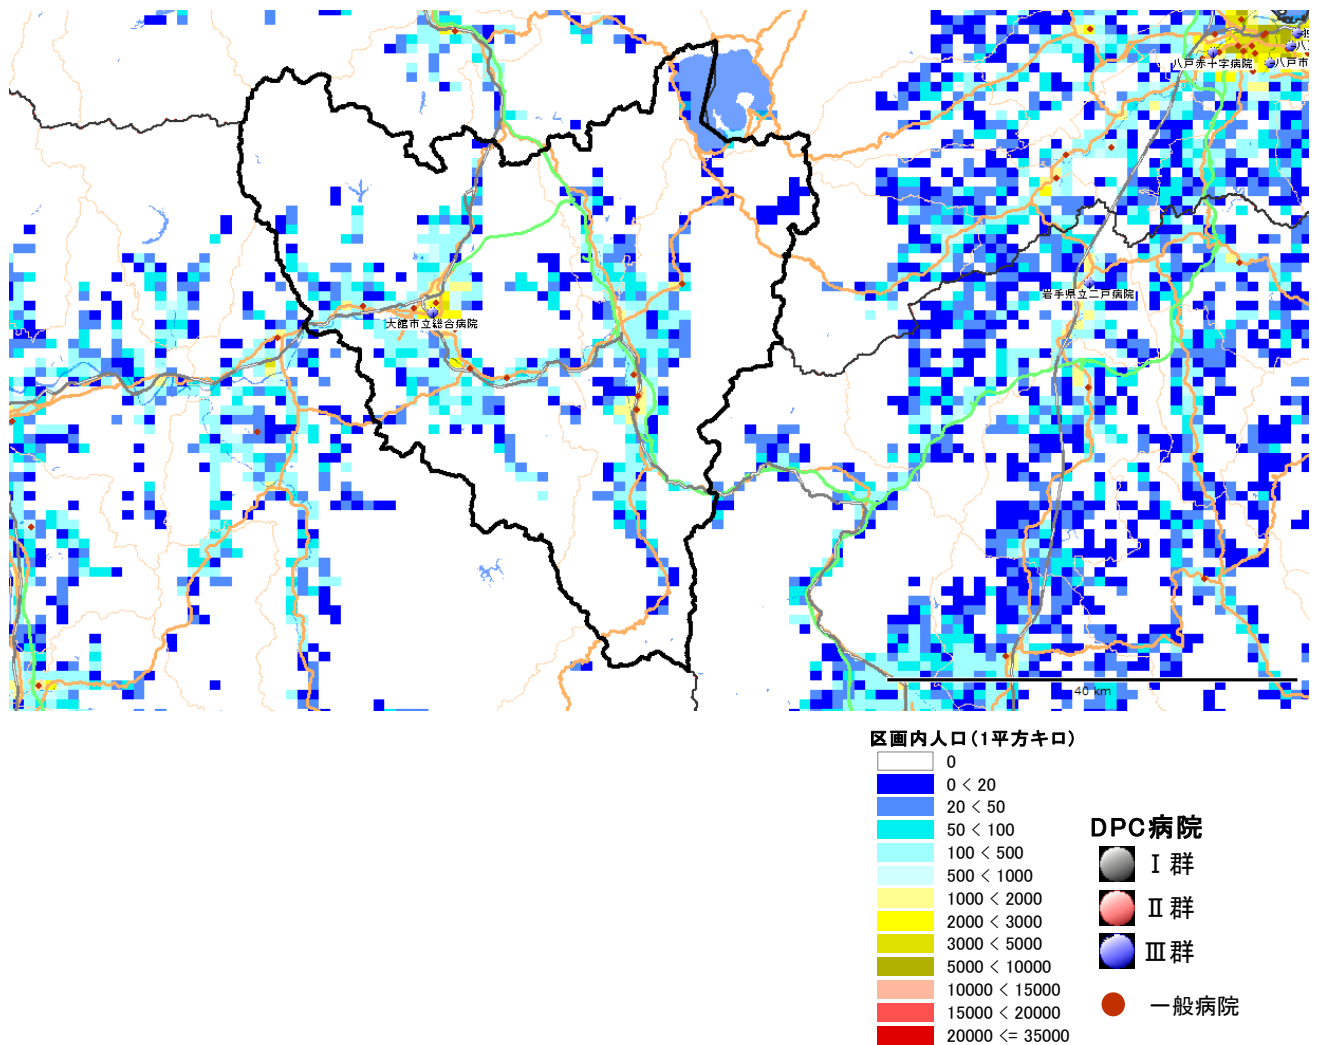 八戸赤十字病院
八戸市
岩手県立二戸病院
大館市立総合病院
40 km
区画内人口(1平方キロ)
0
0 < 20
20 < 50
50 < 100
100 < 500
500 < 1000
1000 < 2000
2000 < 3000
3000 < 5000
5000 < 10000
10000 < 15000
15000 < 20000
20000 <= 35000
DPC病院
Ⅰ群
Ⅱ群
Ⅲ群
一般病院